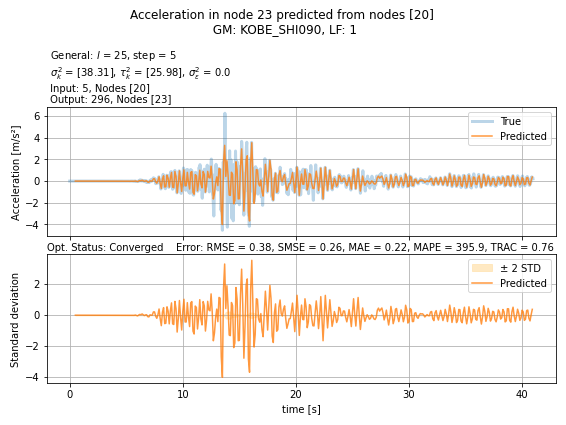 Acceleration in node 23 predicted from nodes [20]
GM: KOBE_SHI090, LF: 1
General: l = 25, step = 5
σ²ₖ = [38.31], τ²ₖ = [25.98], σ²ε = 0.0
Input: 5, Nodes [20]
Output: 296, Nodes [23]
Acceleration [m/s²]
6
4
2
0
−2
−4
True
Predicted
Opt. Status: Converged Error: RMSE = 0.38, SMSE = 0.26, MAE = 0.22, MAPE = 395.9, TRAC = 0.76
Standard deviation
2
0
−2
−4
± 2 STD
Predicted
0 10 20 30 40
time [s]